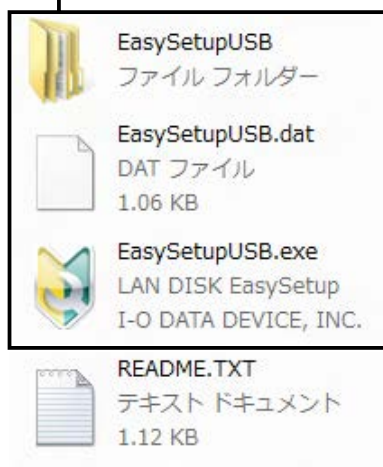 EasySetupUSB
ファイル フォルダー
EasySetupUSB.dat
DAT ファイル
1.06 KB
EasySetupUSB.exe
LAN DISK EasySetup
I-O DATA DEVICE, INC.
README.TXT
テキスト ドキュメント
1.12 KB